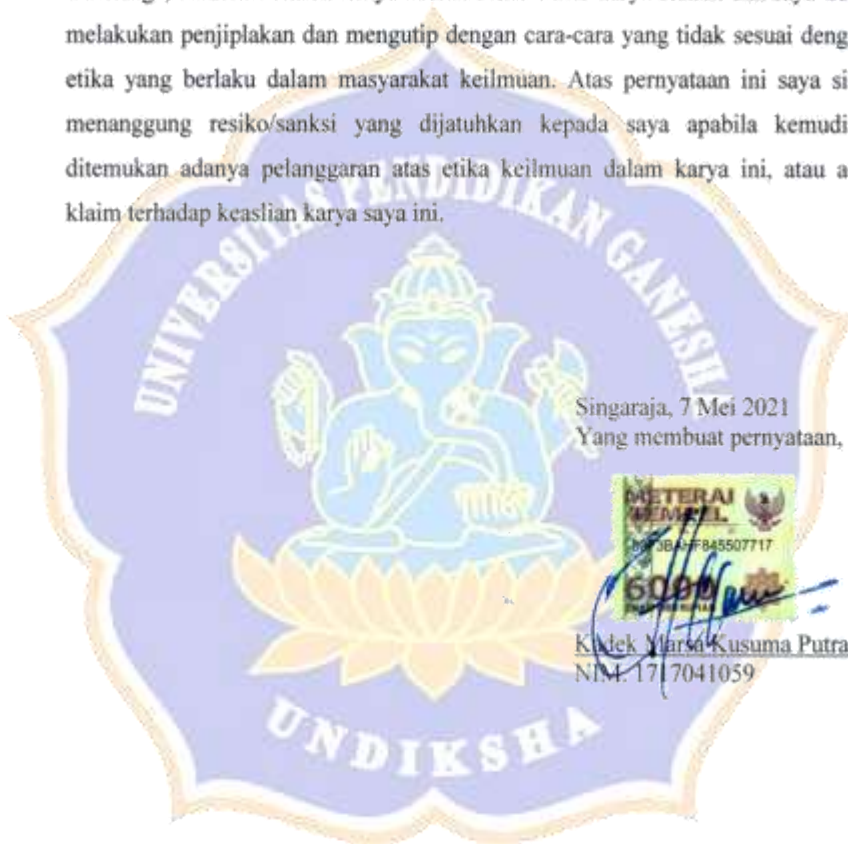 melakukan penjiplakan dan mengutip dengan cara-cara yang tidak sesuai deng
etika yang berlaku dalam masyarakat keilmuan. Atas pernyataan ini saya si
menanggung resiko/sanksi yang dijatuhkan kepada saya apabila kemudi
ditemukan adanya pelanggaran atas etika keilmuan dalam karya ini, atau a
klaim terhadap keaslian karya saya ini.
UNIVERSITAS PENDIDIKAN GANESHA
Singaraja, 7 Mei 2021
Yang membuat pernyataan,
METERAI
TEMPEL
845507717
6000
Kadek Marsa Kusuma Putra
NIM. 1717041059
UNDIKSHA